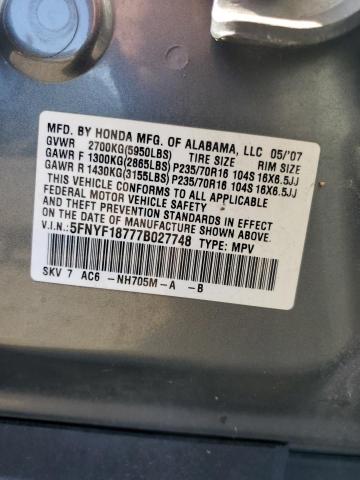 MFD. BY HONDA MFG. OF ALABAMA, LLC 05/'07
GVWR 2700KG(5950LBS) TIRE SIZE RIM SIZE
GAWR F 1300KG(2865LBS) P235/70R16 104S 16X6.5JJ
GAWR R 1430KG(3155LBS) P235/70R16 104S 16X6.5JJ
THIS VEHICLE CONFORMS TO ALL APPLICABLE
FEDERAL MOTOR VEHICLE SAFETY
AND THEFT PREVENTION STANDARDS IN EFFECT ON THE
DATE OF MANUFACTURE SHOWN ABOVE.
V.I.N.: 5FNYF18777B027748 TYPE: MPV
SKV 7 AC6 -NH705M-A -B